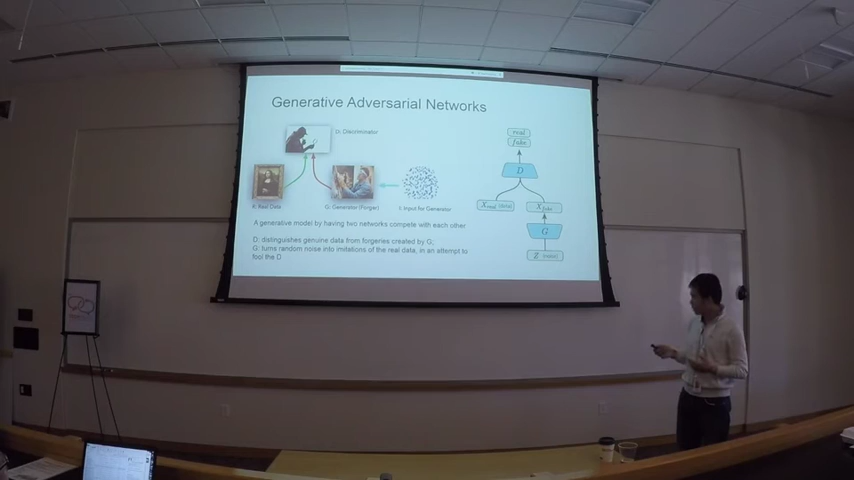 Generative Adversarial Networks
D: Discriminator
R: Real Data
G: Generator (Forger)
I: Input for Generator
A generative model by having two networks compete with each other
D: distinguishes genuine data from forgeries created by G;
G: turns random noise into imitations of the real data, in an attempt to
fool the D
real
fake
D
X_real (data)
X_fake
G
Z (noise)